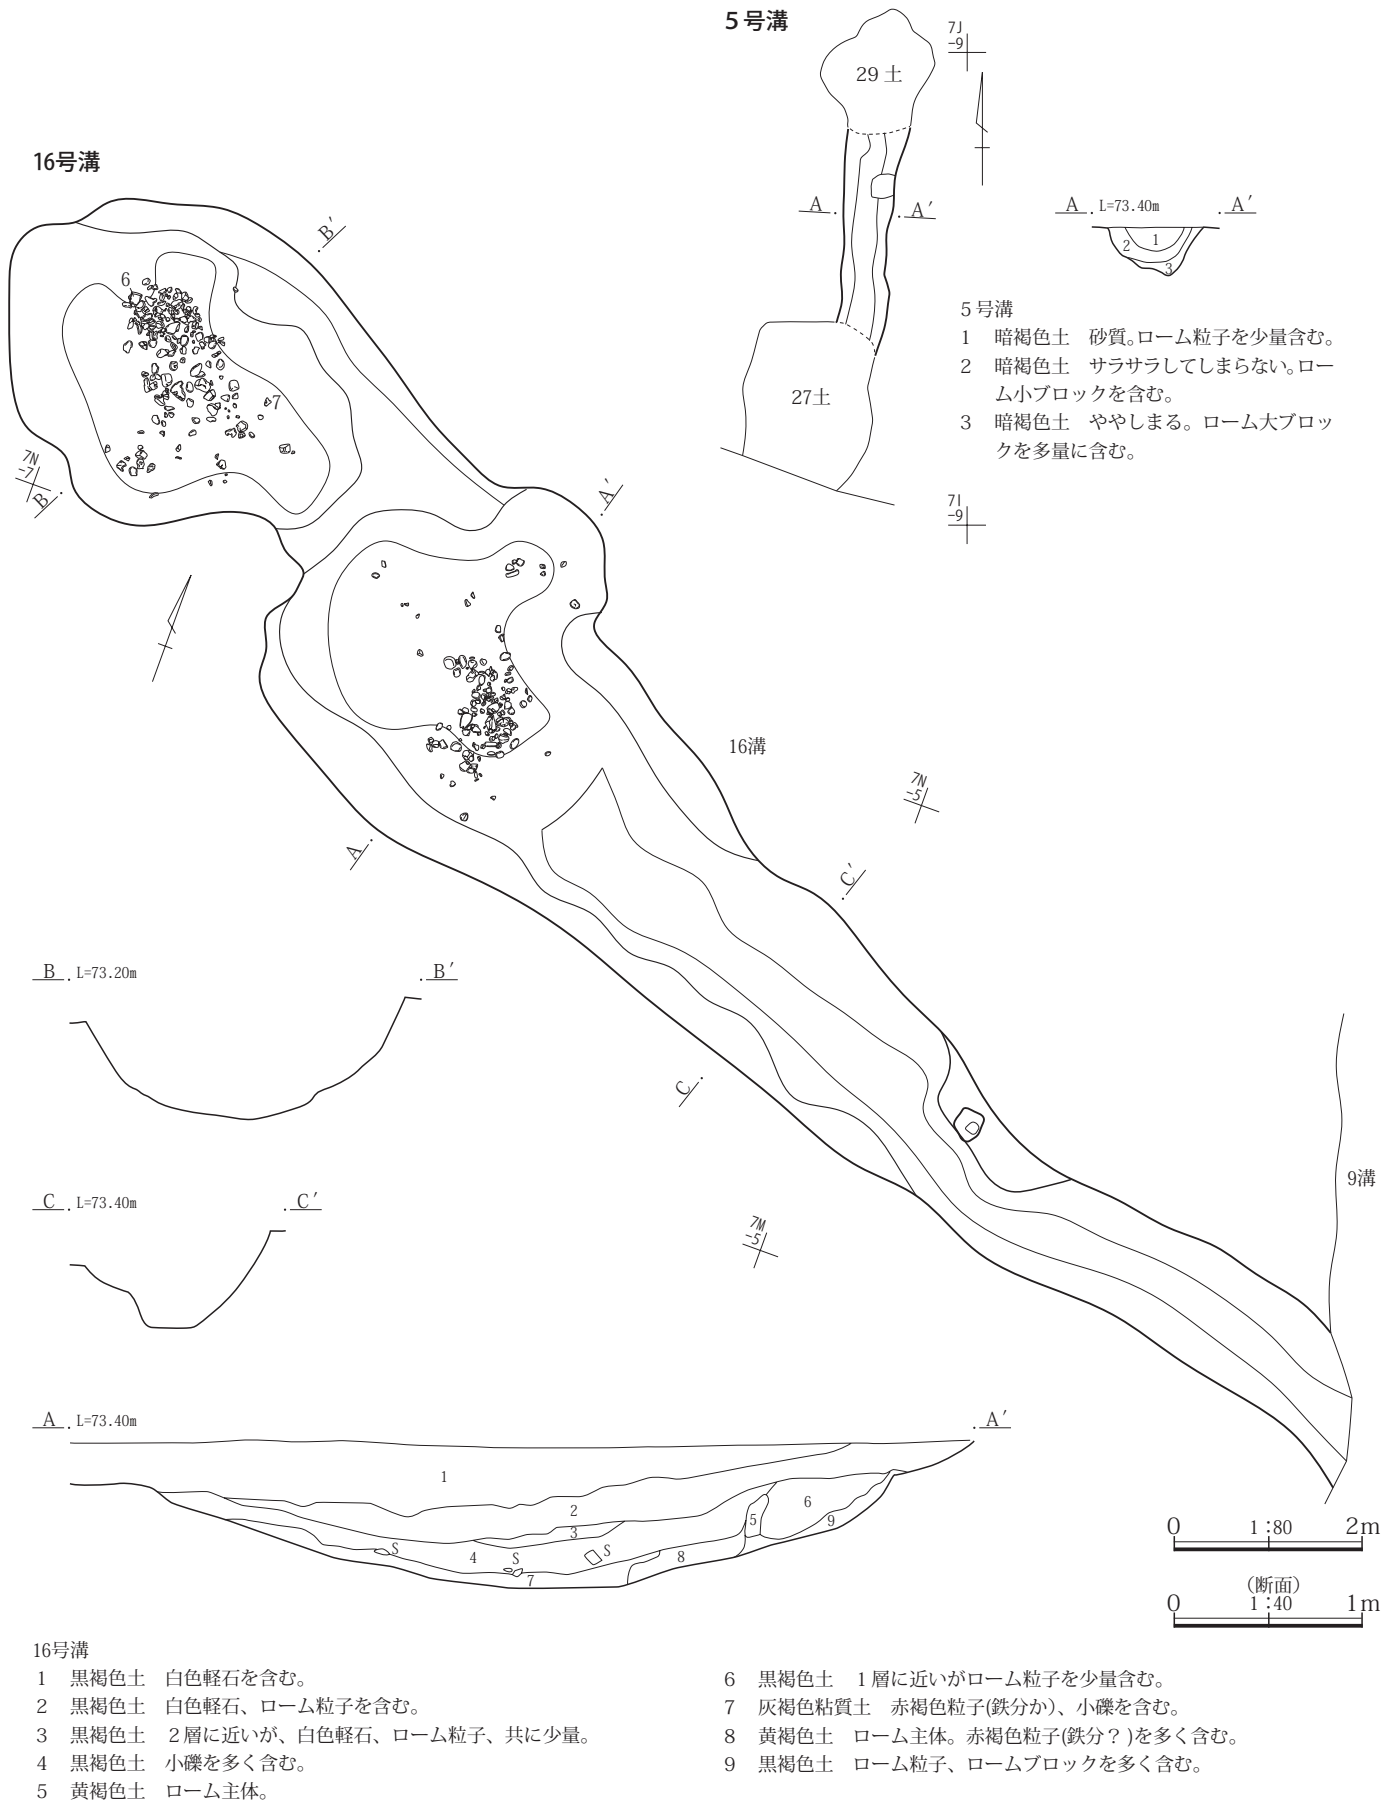 5号溝
7J
-9
29 土
16号溝
A
A′
B′
A L=73.40m A′
1
2
3
6
7
5号溝
1 暗褐色土 砂質。ローム粒子を少量含む。
2 暗褐色土 サラサラしてしまらない。ロー
ム小ブロックを含む。
3 暗褐色土 ややしまる。ローム大ブロッ
クを多量に含む。
27土
7N
-7
B
A′
7I
-9
16溝
7N
-5
A
C′
B L=73.20m B′
C
9溝
C L=73.40m C′
7M
-5
A L=73.40m A′
1
2
3
4
5
6
7
8
9
S
S
S
0 1:80 2m
(断面)
0 1:40 1m
16号溝
1 黒褐色土 白色軽石を含む。
2 黒褐色土 白色軽石、ローム粒子を含む。
3 黒褐色土 2層に近いが、白色軽石、ローム粒子、共に少量。
4 黒褐色土 小礫を多く含む。
5 黄褐色土 ローム主体。
6 黒褐色土 1層に近いがローム粒子を少量含む。
7 灰褐色粘質土 赤褐色粒子(鉄分か)、小礫を含む。
8 黄褐色土 ローム主体。赤褐色粒子(鉄分？)を多く含む。
9 黒褐色土 ローム粒子、ロームブロックを多く含む。